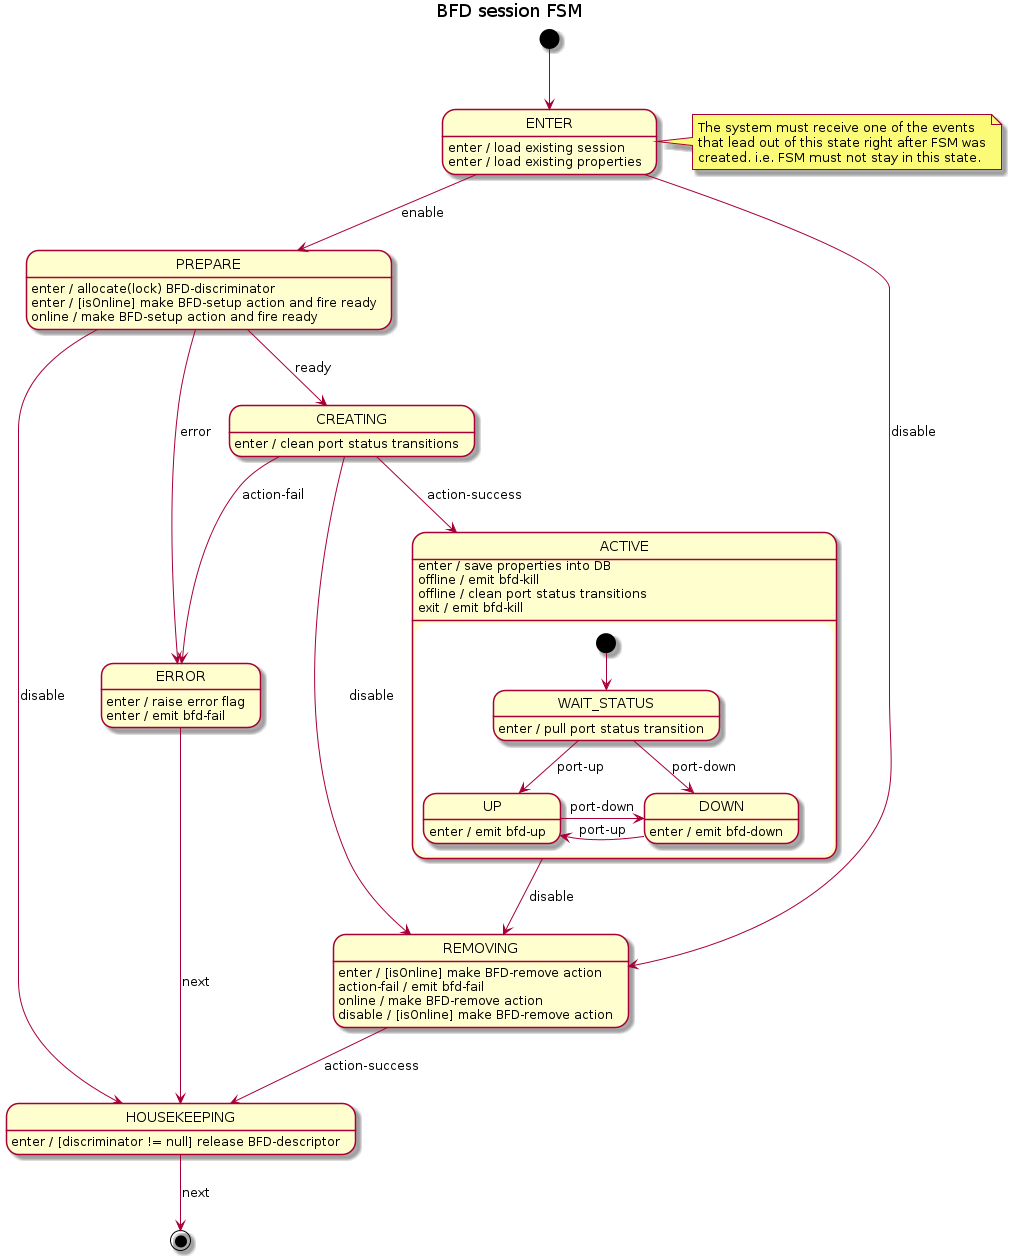 BFD session FSM
ENTER
enter / load existing session
enter / load existing properties
The system must receive one of the events
that lead out of this state right after FSM was
created. i.e. FSM must not stay in this state.
enable
PREPARE
enter / allocate(lock) BFD-discriminator
enter / [isOnline] make BFD-setup action and fire ready
online / make BFD-setup action and fire ready
ready
CREATING
enter / clean port status transitions
error
disable
action-fail
action-success
ACTIVE
enter / save properties into DB
offline / emit bfd-kill
offline / clean port status transitions
exit / emit bfd-kill
ERROR
enter / raise error flag
enter / emit bfd-fail
disable
disable
WAIT_STATUS
enter / pull port status transition
port-up
port-down
UP
enter / emit bfd-up
port-down
port-up
DOWN
enter / emit bfd-down
disable
REMOVING
enter / [isOnline] make BFD-remove action
action-fail / emit bfd-fail
online / make BFD-remove action
disable / [isOnline] make BFD-remove action
next
action-success
HOUSEKEEPING
enter / [discriminator != null] release BFD-descriptor
next